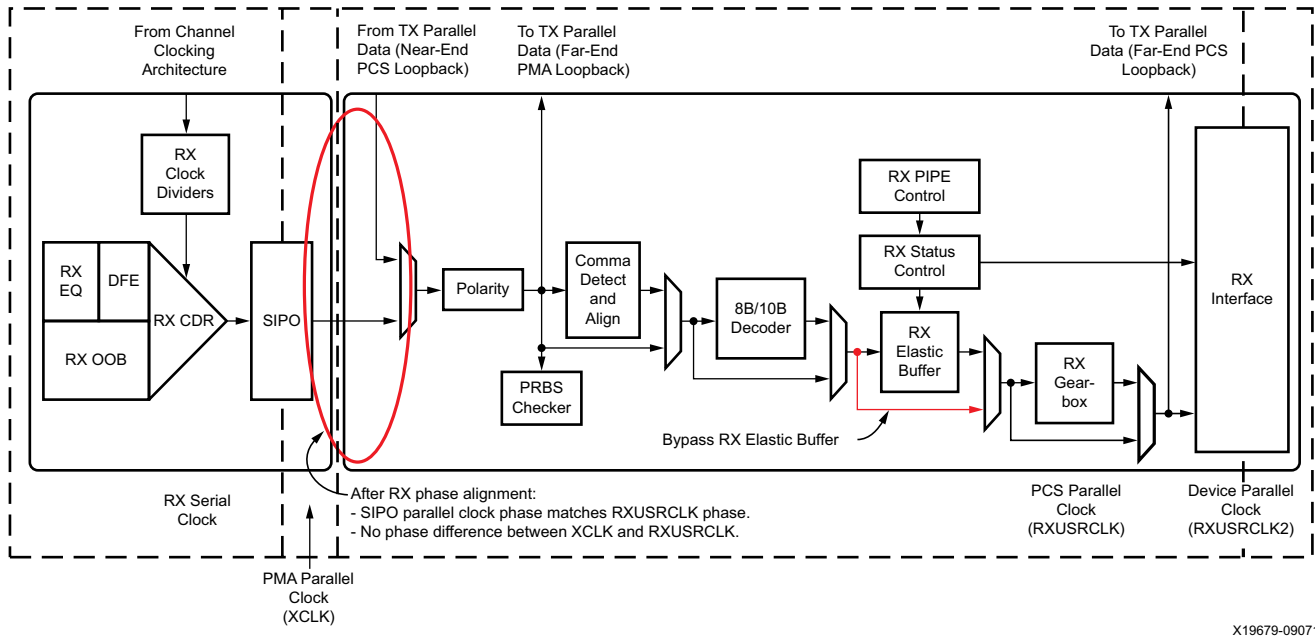 From Channel
Clocking
Architecture
From TX Parallel
Data (Near-End
PCS Loopback)
To TX Parallel
Data (Far-End
PMA Loopback)
To TX Parallel
Data (Far-End PCS
Loopback)
RX
Clock
Dividers
RX
EQ
DFE
RX OOB
RX CDR
SIPO
Polarity
Comma
Detect
and
Align
PRBS
Checker
8B/10B
Decoder
RX PIPE
Control
RX Status
Control
RX
Elastic
Buffer
RX
Gear-
box
RX
Interface
Bypass RX Elastic Buffer
RX Serial
Clock
After RX phase alignment:
- SIPO parallel clock phase matches RXUSRCLK phase.
- No phase difference between XCLK and RXUSRCLK.
PCS Parallel
Clock
(RXUSRCLK)
Device Parallel
Clock
(RXUSRCLK2)
PMA Parallel
Clock
(XCLK)